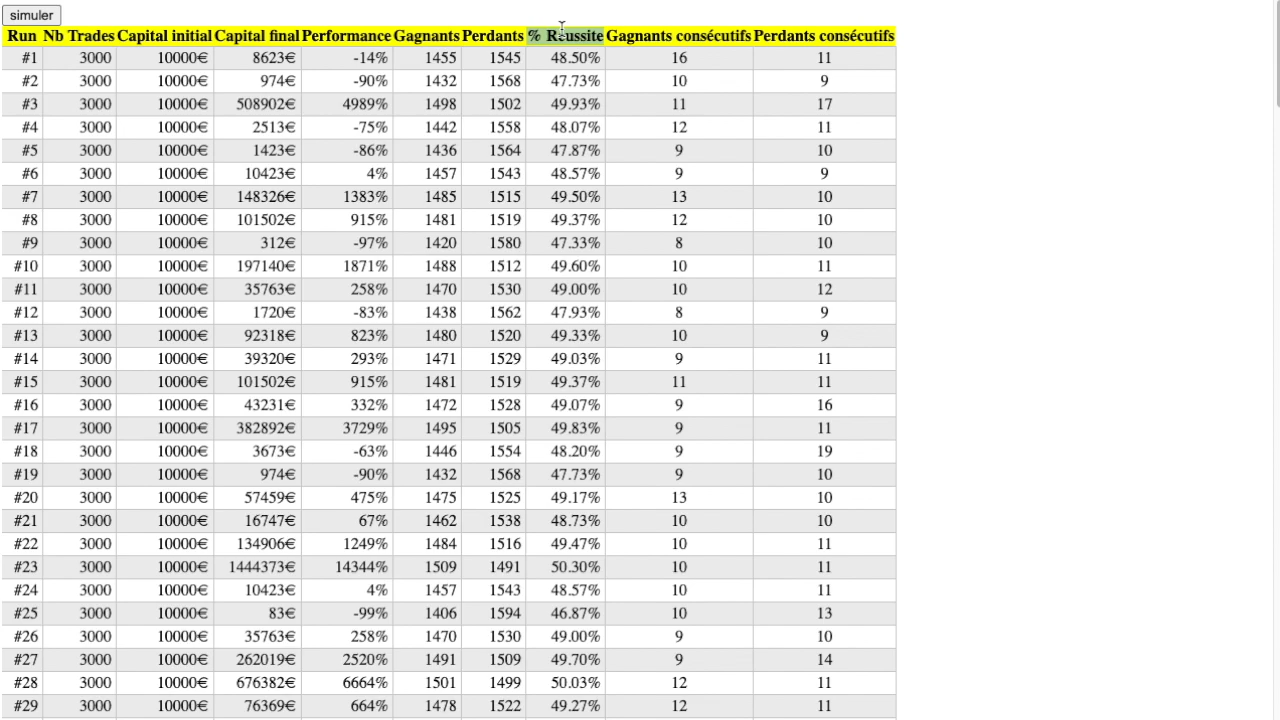 simuler
Run Nb Trades Capital initial Capital final Performance Gagnants Perdants % Réussite Gagnants consécutifs Perdants consécutifs
#1 3000 10000€ 8623€ -14% 1455 1545 48.50% 16 11
#2 3000 10000€ 974€ -90% 1432 1568 47.73% 10 9
#3 3000 10000€ 508902€ 4989% 1498 1502 49.93% 11 17
#4 3000 10000€ 2513€ -75% 1442 1558 48.07% 12 11
#5 3000 10000€ 1423€ -86% 1436 1564 47.87% 9 10
#6 3000 10000€ 10423€ 4% 1457 1543 48.57% 9 9
#7 3000 10000€ 148326€ 1383% 1485 1515 49.50% 13 10
#8 3000 10000€ 101502€ 915% 1481 1519 49.37% 12 10
#9 3000 10000€ 312€ -97% 1420 1580 47.33% 8 10
#10 3000 10000€ 197140€ 1871% 1488 1512 49.60% 10 11
#11 3000 10000€ 35763€ 258% 1470 1530 49.00% 10 12
#12 3000 10000€ 1720€ -83% 1438 1562 47.93% 8 9
#13 3000 10000€ 92318€ 823% 1480 1520 49.33% 10 9
#14 3000 10000€ 39320€ 293% 1471 1529 49.03% 9 11
#15 3000 10000€ 101502€ 915% 1481 1519 49.37% 11 11
#16 3000 10000€ 43231€ 332% 1472 1528 49.07% 9 16
#17 3000 10000€ 382892€ 3729% 1495 1505 49.83% 9 11
#18 3000 10000€ 3673€ -63% 1446 1554 48.20% 9 19
#19 3000 10000€ 974€ -90% 1432 1568 47.73% 9 10
#20 3000 10000€ 57459€ 475% 1475 1525 49.17% 13 10
#21 3000 10000€ 16747€ 67% 1462 1538 48.73% 10 10
#22 3000 10000€ 134906€ 1249% 1484 1516 49.47% 10 11
#23 3000 10000€ 1444373€ 14344% 1509 1491 50.30% 10 11
#24 3000 10000€ 10423€ 4% 1457 1543 48.57% 10 11
#25 3000 10000€ 83€ -99% 1406 1594 46.87% 10 13
#26 3000 10000€ 35763€ 258% 1470 1530 49.00% 9 10
#27 3000 10000€ 262019€ 2520% 1491 1509 49.70% 9 14
#28 3000 10000€ 676382€ 6664% 1501 1499 50.03% 12 11
#29 3000 10000€ 76369€ 664% 1478 1522 49.27% 12 11